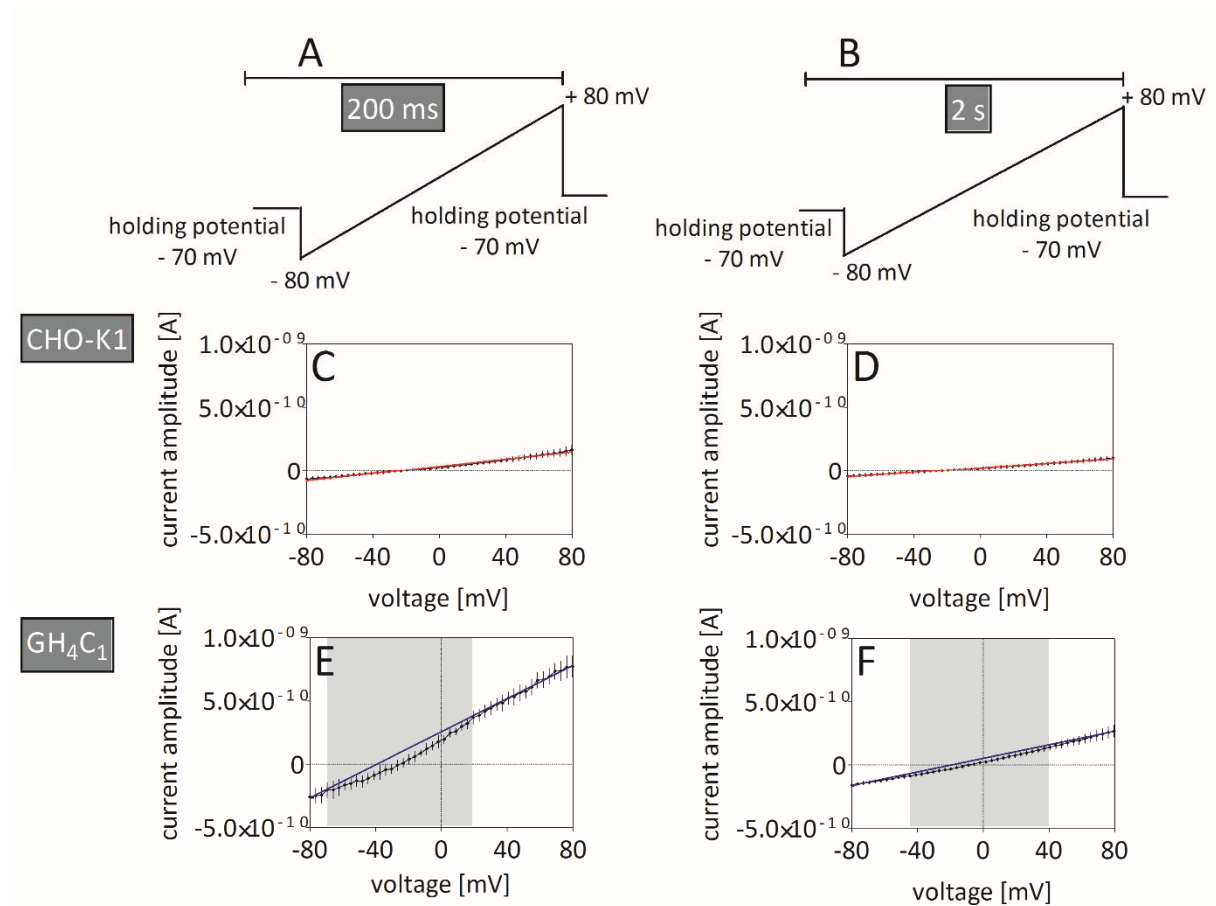 A
B
200 ms
2 s
+ 80 mV
+ 80 mV
holding potential
- 70 mV
holding potential
- 70 mV
- 80 mV
holding potential
- 70 mV
holding potential
- 70 mV
- 80 mV
CHO-K1
current amplitude [A]
1.0x10⁻⁰⁹
5.0x10⁻¹⁰
0
-5.0x10⁻¹⁰
C
-80 -40 0 40 80
voltage [mV]
current amplitude [A]
1.0x10⁻⁰⁹
5.0x10⁻¹⁰
0
-5.0x10⁻¹⁰
D
-80 -40 0 40 80
voltage [mV]
GH₄C₁
current amplitude [A]
1.0x10⁻⁰⁹
5.0x10⁻¹⁰
0
-5.0x10⁻¹⁰
E
-80 -40 0 40 80
voltage [mV]
current amplitude [A]
1.0x10⁻⁰⁹
5.0x10⁻¹⁰
0
-5.0x10⁻¹⁰
F
-80 -40 0 40 80
voltage [mV]